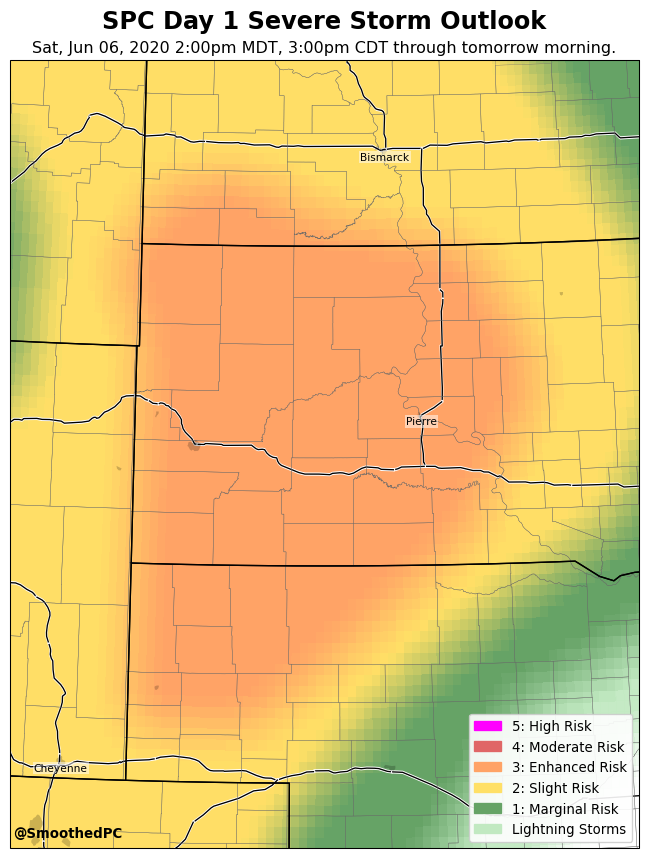 SPC Day 1 Severe Storm Outlook
Sat, Jun 06, 2020 2:00pm MDT, 3:00pm CDT through tomorrow morning.
Bismarck
Pierre
Cheyenne
5: High Risk
4: Moderate Risk
3: Enhanced Risk
2: Slight Risk
1: Marginal Risk
Lightning Storms
@SmoothedPC